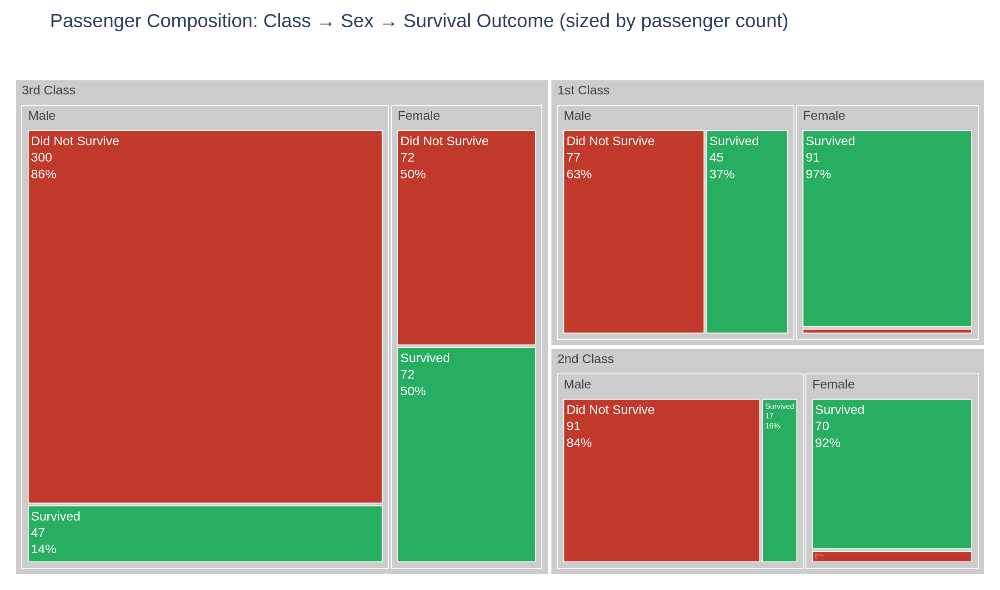 Passenger Composition: Class → Sex → Survival Outcome (sized by passenger count)
3rd Class
Male
Did Not Survive
300
86%
Survived
47
14%
Female
Did Not Survive
72
50%
Survived
72
50%
1st Class
Male
Did Not Survive
77
63%
Survived
45
37%
Female
Survived
91
97%
2nd Class
Male
Did Not Survive
91
84%
Survived
17
16%
Female
Survived
70
92%